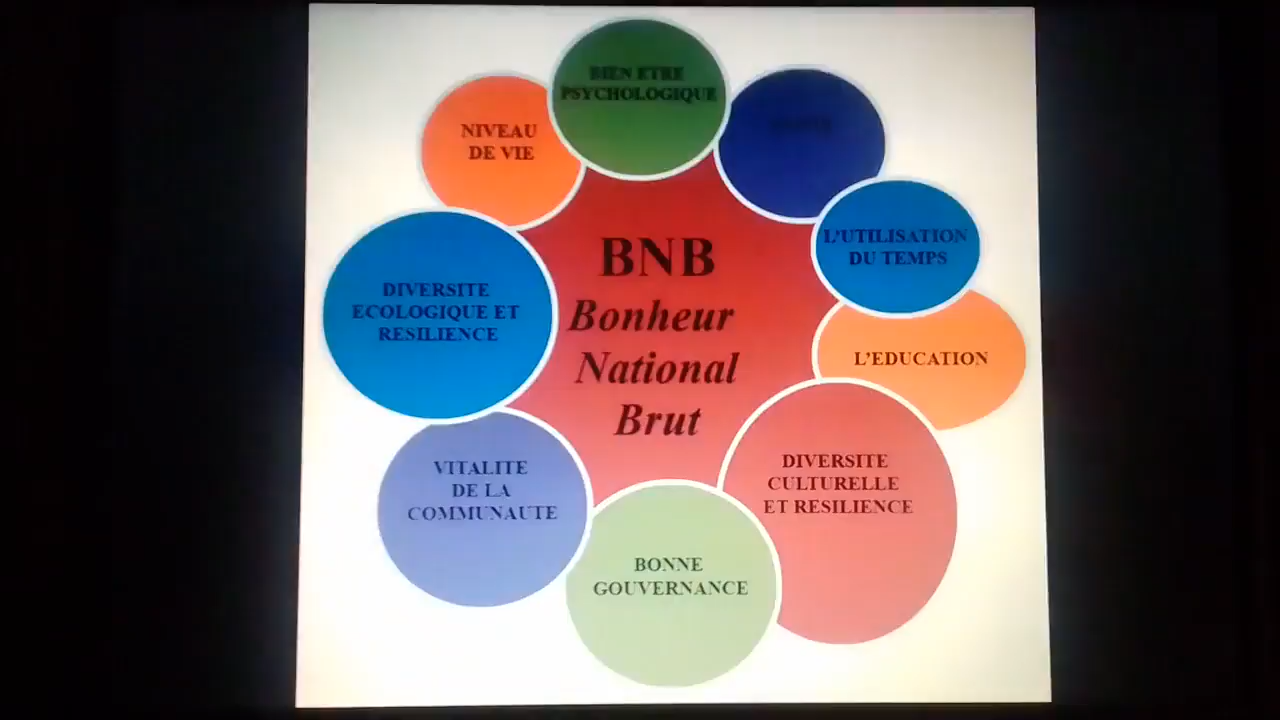 BIEN ETRE
PSYCHOLOGIQUE
NIVEAU
DE VIE
L'UTILISATION
DU TEMPS
BNB
Bonheur
National
Brut
DIVERSITE
ECOLOGIQUE ET
RESILIENCE
L'EDUCATION
VITALITE
DE LA
COMMUNAUTE
DIVERSITE
CULTURELLE
ET RESILIENCE
BONNE
GOUVERNANCE